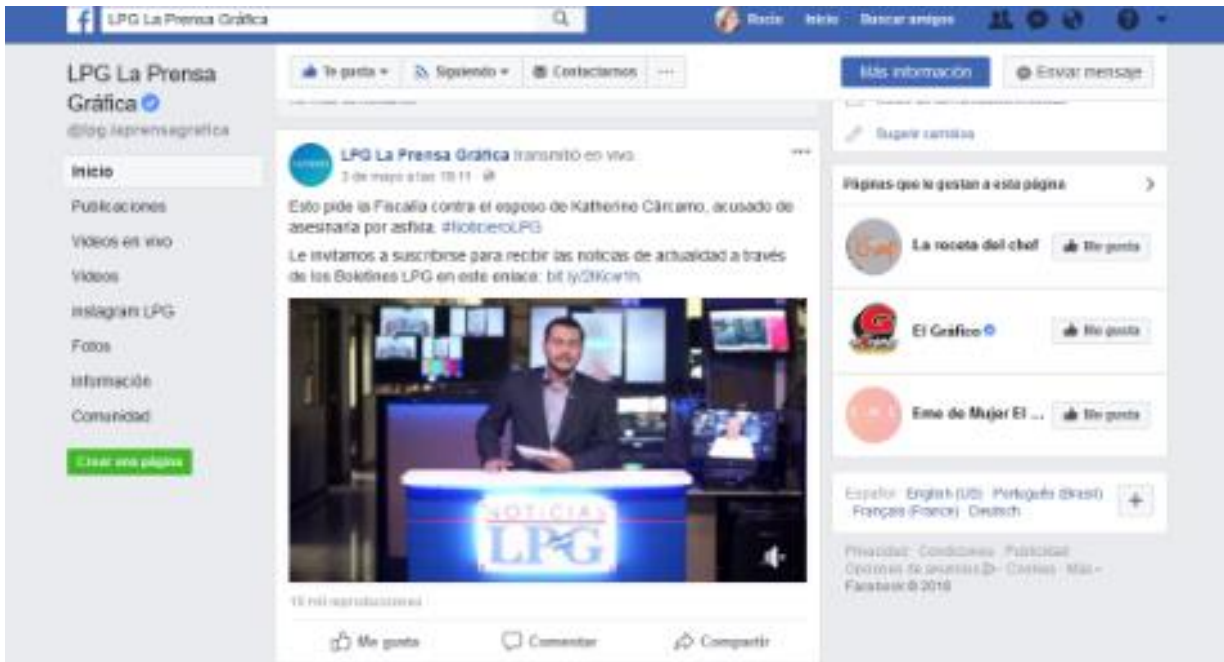 LPG La Prensa Gráfica
Rocío Inicio Buscar amigos
LPG La Prensa
Gráfica
@lpg.laprensagrafica
Inicio
Publicaciones
Videos en vivo
Videos
Instagram LPG
Fotos
Información
Comunidad
Crear una página
Te gusta Siguiendo Contactarnos
Más información Enviar mensaje
LPG La Prensa Gráfica transmitió en vivo.
3 de mayo a las 18:11
Esto pide la Fiscalía contra el esposo de Katherine Cárcamo, acusado de
asesinarla por asfixia. #NoticieroLPG
Le invitamos a suscribirse para recibir las noticias de actualidad a través
de los Boletines LPG en este enlace:
NOTICIAS
LPG
Me gusta Comentar Compartir
Sugerir cambios
Páginas que le gustan a esta página
La receta del chef Me gusta
El Gráfico Me gusta
Eme de Mujer El ... Me gusta
Español English (US) Português (Brasil)
Français (France) Deutsch
Privacidad Condiciones Publicidad
Opciones de anuncios Cookies Más
Facebook © 2018